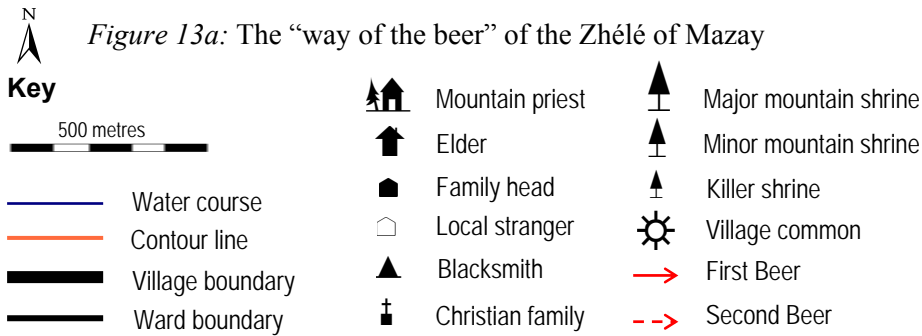 N
Figure 13a: The “way of the beer” of the Zhélé of Mazay
Key
500 metres
Water course
Contour line
Village boundary
Ward boundary
Mountain priest
Elder
Family head
Local stranger
Blacksmith
Christian family
Major mountain shrine
Minor mountain shrine
Killer shrine
Village common
First Beer
Second Beer